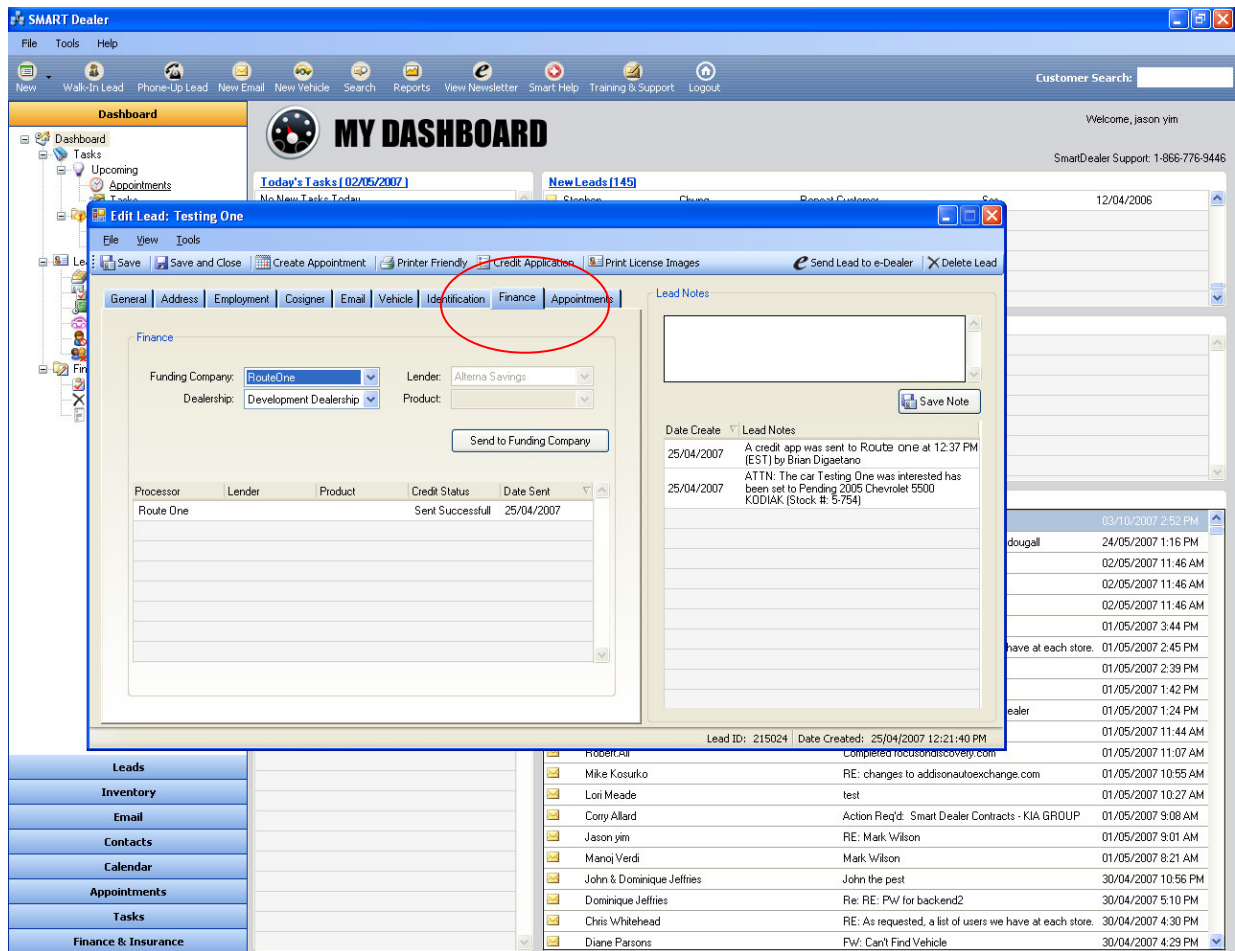 SMART Dealer
File Tools Help
New Walk-In Lead Phone-Up Lead New Email New Vehicle Search Reports View Newsletter Smart Help Training & Support Logout
Customer Search:
Dashboard
MY DASHBOARD
Welcome, jason yim
SmartDealer Support: 1-866-776-9446
Dashboard
Tasks
Upcoming
Appointments
Tasks
Today's Tasks [ 02/05/2007 ]
No New Tasks Today
New Leads [145]
Stephen Chung Repeat Customer 12/04/2006
Edit Lead: Testing One
File View Tools
Save Save and Close Create Appointment Printer Friendly Credit Application Print License Images Send Lead to e-Dealer Delete Lead
General Address Employment Cosigner Email Vehicle Identification Finance Appointments
Finance
Funding Company: RouteOne Lender: Alterna Savings
Dealership: Development Dealership Product:
Send to Funding Company
Processor Lender Product Credit Status Date Sent
Route One Sent Successfull 25/04/2007
Lead Notes
Save Note
Date Create Lead Notes
25/04/2007 A credit app was sent to Route one at 12:37 PM
(EST) by Brian Digaetano
25/04/2007 ATTN: The car Testing One was interested has
been set to Pending 2005 Chevrolet 5500
KODIAK (Stock #: 5-754)
Lead ID: 215024 Date Created: 25/04/2007 12:21:40 PM
Le
Fin
03/10/2007 2:52 PM
dougall 24/05/2007 1:16 PM
02/05/2007 11:46 AM
02/05/2007 11:46 AM
02/05/2007 11:46 AM
01/05/2007 3:44 PM
have at each store. 01/05/2007 2:45 PM
01/05/2007 2:39 PM
01/05/2007 1:42 PM
ealer 01/05/2007 1:24 PM
01/05/2007 11:44 AM
Robert.Ali Completed focusondiscovery.com 01/05/2007 11:07 AM
Mike Kosurko RE: changes to addisonautoexchange.com 01/05/2007 10:55 AM
Lori Meade test 01/05/2007 10:27 AM
Corry Allard Action Req'd: Smart Dealer Contracts - KIA GROUP 01/05/2007 9:08 AM
Jason yim RE: Mark Wilson 01/05/2007 9:01 AM
Manoj Verdi Mark Wilson 01/05/2007 8:21 AM
John & Dominique Jeffries John the pest 30/04/2007 10:56 PM
Dominique Jeffries Re: RE: PW for backend2 30/04/2007 5:10 PM
Chris Whitehead RE: As requested, a list of users we have at each store. 30/04/2007 4:30 PM
Diane Parsons FW: Can't Find Vehicle 30/04/2007 4:29 PM
Leads
Inventory
Email
Contacts
Calendar
Appointments
Tasks
Finance & Insurance